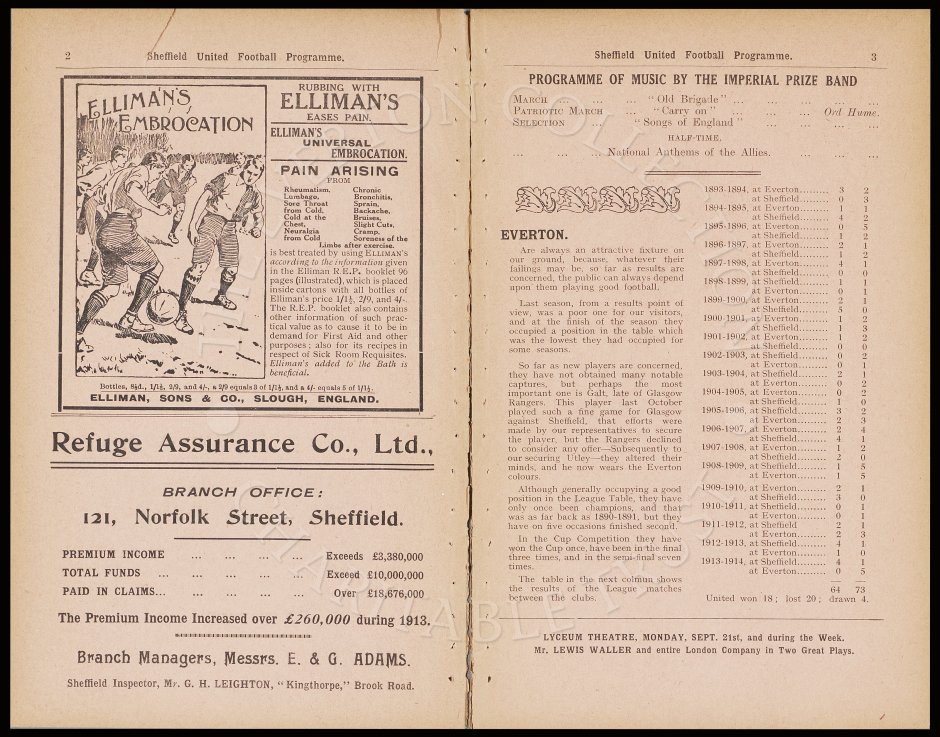 2
Sheffield United Football Programme.
ELLIMAN'S
EMBROCATION
RUBBING WITH
ELLIMAN'S
EASES PAIN.
ELLIMAN'S
UNIVERSAL
EMBROCATION.
PAIN ARISING
FROM
Rheumatism, Chronic
Lumbago, Bronchitis,
Sore Throat Sprain,
from Cold, Backache,
Cold at the Bruises,
Chest, Slight Cuts,
Neuralgia Cramp,
from Cold Soreness of the
Limbs after exercise.
is best treated by using ELLIMAN'S
according to the information given
in the Elliman R.E.P. booklet 96
pages (illustrated), which is placed
inside cartons with all bottles of
Elliman's price 1/1½, 2/9, and 4/-.
The R.E.P. booklet also contains
other information of such prac-
tical value as to cause it to be in
demand for First Aid and other
purposes; also for its recipes in
respect of Sick Room Requisites.
Elliman's added to the Bath is
beneficial.
Bottles, 8½d., 1/1½, 2/9, and 4/-, a 2/9 equals 3 of 1/1½, and a 4/- equals 5 of 1/1½.
ELLIMAN, SONS & CO., SLOUGH, ENGLAND.
Refuge Assurance Co., Ltd.,
BRANCH OFFICE:
121, Norfolk Street, Sheffield.
PREMIUM INCOME ... ... ... ... Exceeds £3,380,000
TOTAL FUNDS ... ... ... ... ... Exceed £10,000,000
PAID IN CLAIMS... ... ... ... Over £18,676,000
The Premium Income Increased over £260,000 during 1913.
Branch Managers, Messrs. E. & G. ADAMS.
Sheffield Inspector, Mr. G. H. LEIGHTON, "Kingthorpe," Brook Road.
Sheffield United Football Programme. 3
PROGRAMME OF MUSIC BY THE IMPERIAL PRIZE BAND
MARCH ... ... "Old Brigade" ... ... ... ...
PATRIOTIC MARCH ... "Carry on" ... ... ... Ord Hume.
SELECTION ... "Songs of England" ... ... ... ...
HALF-TIME.
... ... ... National Anthems of the Allies. ... ... ...
EVERTON.
Are always an attractive fixture on
our ground, because, whatever their
failings may be, so far as results are
concerned, the public can always depend
upon them playing good football.
Last season, from a results point of
view, was a poor one for our visitors,
and at the finish of the season they
occupied a position in the table which
was the lowest they had occupied for
some seasons.
So far as new players are concerned,
they have not obtained many notable
captures, but perhaps the most
important one is Galt, late of Glasgow
Rangers. This player last October
played such a fine game for Glasgow
against Sheffield, that efforts were
made by our representatives to secure
the player, but the Rangers declined
to consider any offer—Subsequently to
our securing Utley—they altered their
minds, and he now wears the Everton
colours.
Although generally occupying a good
position in the League Table, they have
only once been champions, and that
was as far back as 1890-1891, but they
have on five occasions finished second.
In the Cup Competition they have
won the Cup once, have been in the final
three times, and in the semi-final seven
times.
The table in the next colmun shows
the results of the League matches
between the clubs.
1893-1894, at Everton......... 3 2
at Sheffield........ 0 3
1894-1895, at Everton......... 1 1
at Sheffield........ 4 2
1895-1896, at Everton......... 0 5
at Sheffield........ 1 2
1896-1897, at Everton......... 2 1
at Sheffield........ 1 2
1897-1898, at Everton......... 4 1
at Sheffield........ 0 0
1898-1899, at Sheffield........ 1 1
at Everton......... 0 1
1899-1900, at Everton......... 2 1
at Sheffield........ 5 0
1900-1901, at Everton......... 1 2
at Sheffield........ 1 3
1901-1902, at Everton......... 1 2
at Sheffield........ 0 0
1902-1903, at Sheffield........ 0 2
at Everton......... 0 1
1903-1904, at Sheffield........ 2 1
at Everton......... 0 2
1904-1905, at Everton......... 0 2
at Sheffield........ 1 0
1905-1906, at Sheffield........ 3 2
at Everton......... 2 3
1906-1907, at Everton......... 2 4
at Sheffield........ 4 1
1907-1908, at Everton......... 1 2
at Sheffield........ 2 0
1908-1909, at Sheffield........ 1 5
at Everton......... 1 5
1909-1910, at Everton......... 2 1
at Sheffield........ 3 0
1910-1911, at Sheffield........ 0 1
at Everton......... 0 1
1911-1912, at Sheffield 2 1
at Everton......... 2 3
1912-1913, at Sheffield........ 4 1
at Everton......... 1 0
1913-1914, at Sheffield........ 4 1
at Everton......... 0 5
64 73
United won 18; lost 20; drawn 4.
LYCEUM THEATRE, MONDAY, SEPT. 21st, and during the Week.
Mr. LEWIS WALLER and entire London Company in Two Great Plays.